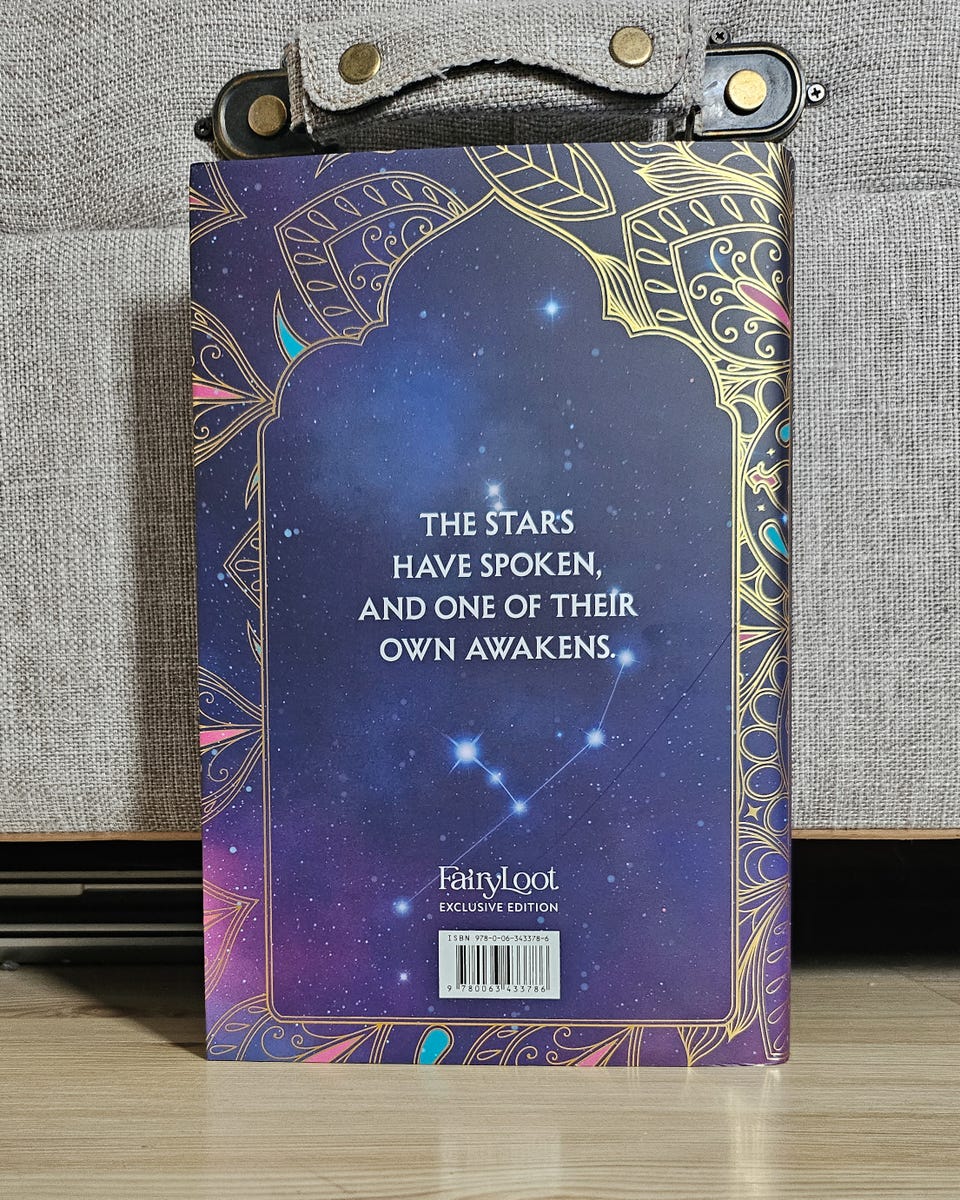 THE STARS
HAVE SPOKEN,
AND ONE OF THEIR
OWN AWAKENS.
FairyLoot
EXCLUSIVE EDITION
ISBN 978-0-06-343378-6
9 780063 433786